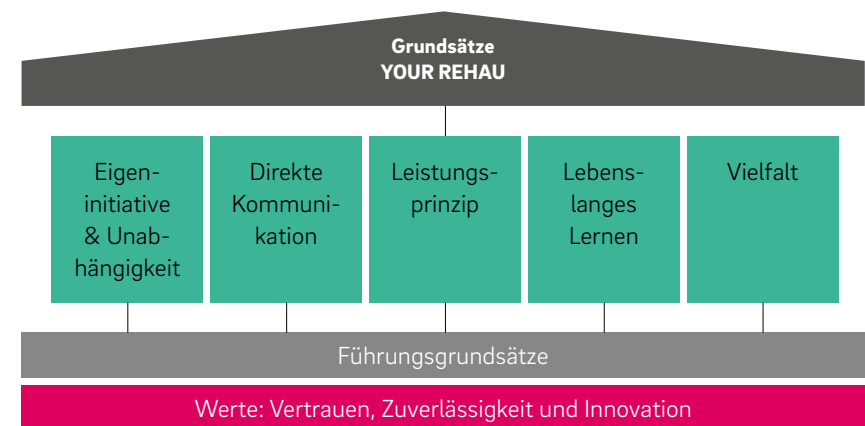 Grundsätze
YOUR REHAU
Eigen-
initiative
& Unab-
hängigkeit
Direkte
Kommuni-
kation
Leistungs-
prinzip
Lebens-
langes
Lernen
Vielfalt
Führungsgrundsätze
Werte: Vertrauen, Zuverlässigkeit und Innovation